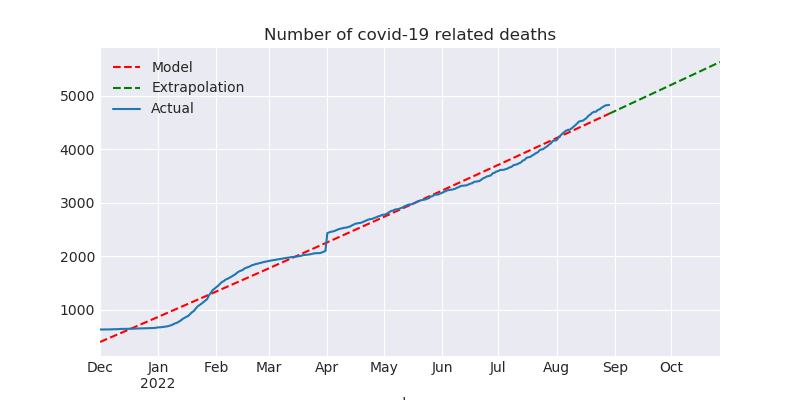 Number of covid-19 related deaths
Model
Extrapolation
Actual
5000
4000
3000
2000
1000
Dec Jan Feb Mar Apr May Jun Jul Aug Sep Oct
2022